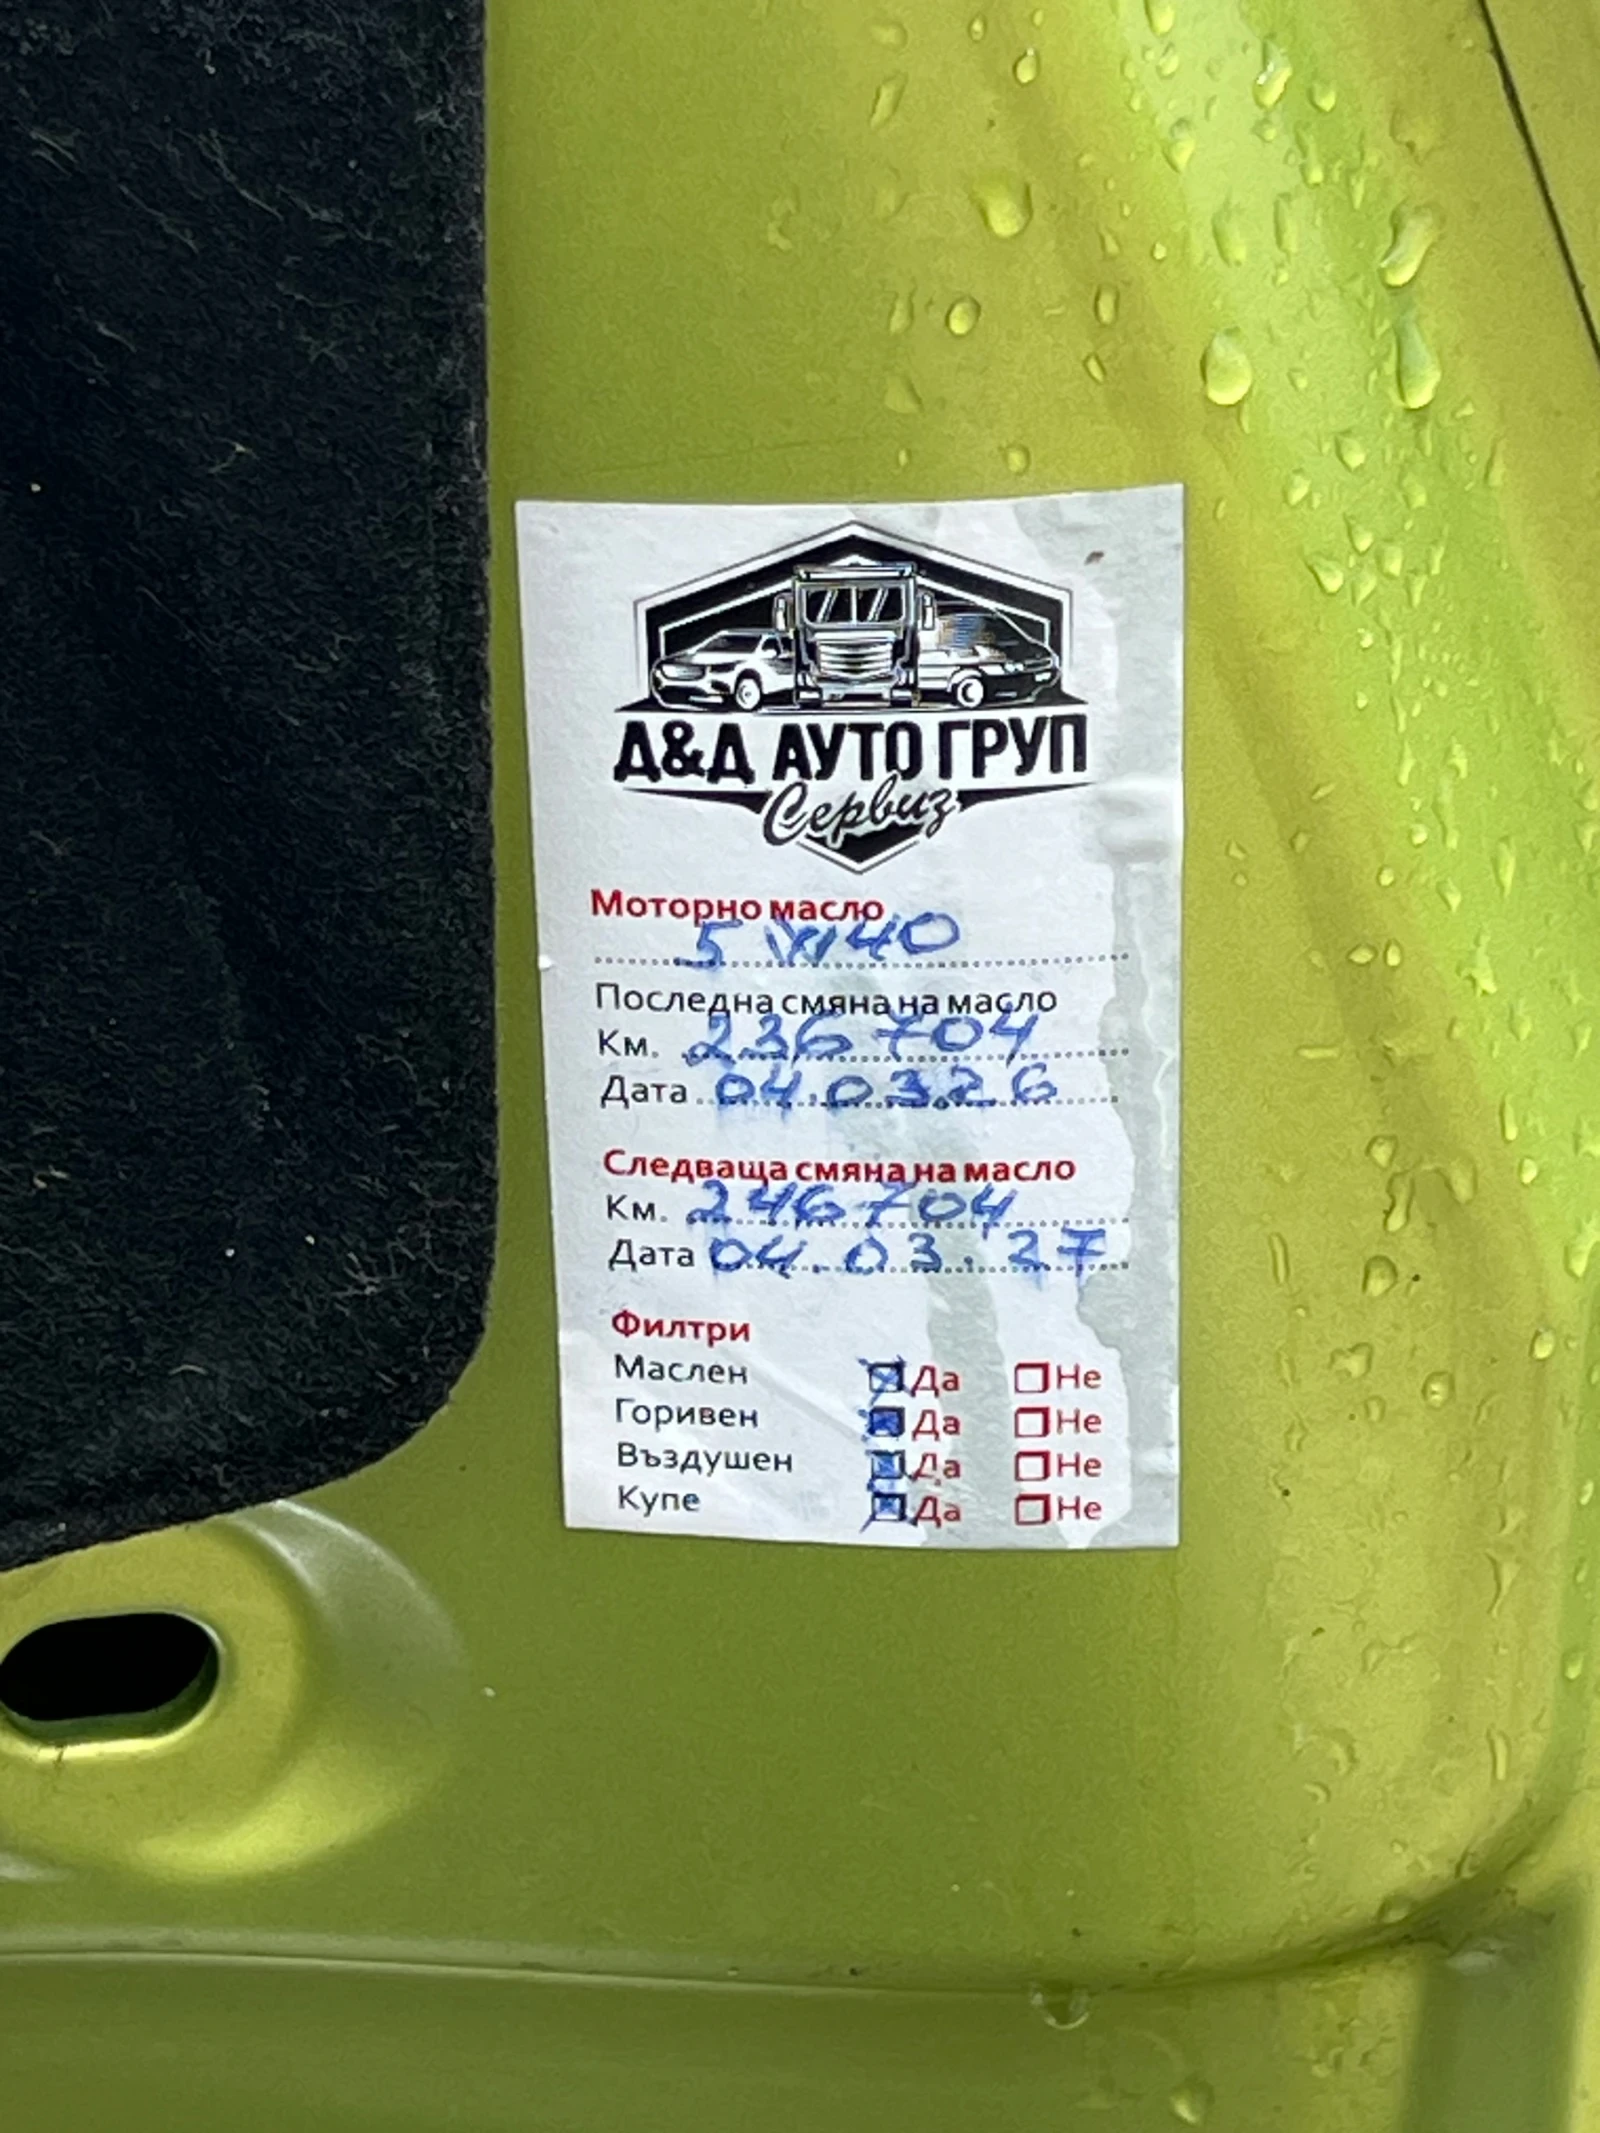 Д&Д АУТО ГРУП
Сервиз
Моторно масло
5W40
Последна смяна на масло
Км. 236704
Дата 04.03.26
Следваща смяна на масло
Км. 246704
Дата 04.03.27
Филтри
Маслен Да Не
Горивен Да Не
Въздушен Да Не
Купе Да Не